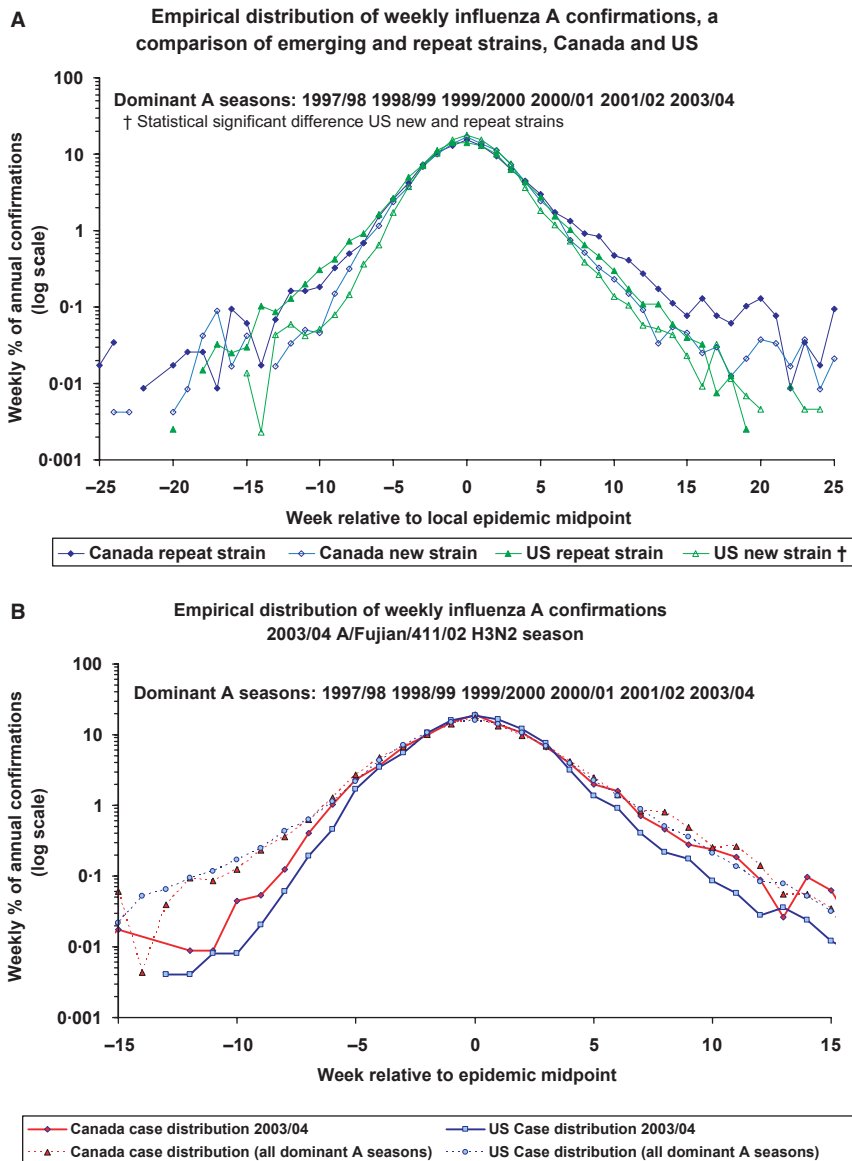 A
Empirical distribution of weekly influenza A confirmations, a
comparison of emerging and repeat strains, Canada and US
Dominant A seasons: 1997/98 1998/99 1999/2000 2000/01 2001/02 2003/04
† Statistical significant difference US new and repeat strains
Weekly % of annual confirmations
(log scale)
100
10
1
0·1
0·01
0·001
−25 −20 −15 −10 −5 0 5 10 15 20 25
Week relative to local epidemic midpoint
Canada repeat strain Canada new strain US repeat strain US new strain †
B
Empirical distribution of weekly influenza A confirmations
2003/04 A/Fujian/411/02 H3N2 season
Dominant A seasons: 1997/98 1998/99 1999/2000 2000/01 2001/02 2003/04
Weekly % of annual confirmations
(log scale)
100
10
1
0·1
0·01
0·001
−15 −10 −5 0 5 10 15
Week relative to epidemic midpoint
Canada case distribution 2003/04 US Case distribution 2003/04
Canada case distribution (all dominant A seasons) US Case distribution (all dominant A seasons)